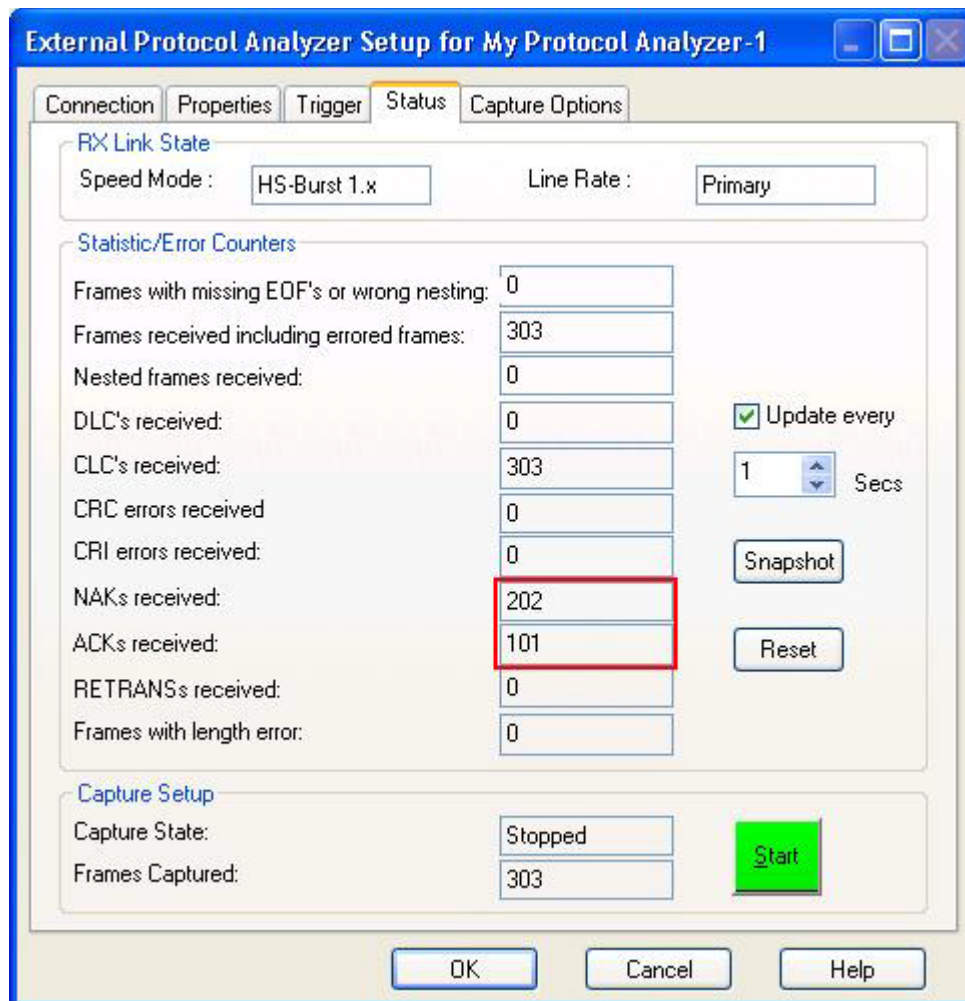 External Protocol Analyzer Setup for My Protocol Analyzer-1
Connection Properties Trigger Status Capture Options
RX Link State
Speed Mode : HS-Burst 1.x Line Rate : Primary
Statistic/Error Counters
Frames with missing EOF's or wrong nesting: 0
Frames received including errored frames: 303
Nested frames received: 0
DLC's received: 0
Update every
CLC's received: 303
1 Secs
CRC errors received 0
CRI errors received: 0
Snapshot
NAKs received: 202
ACKs received: 101
Reset
RETRANSs received: 0
Frames with length error: 0
Capture Setup
Capture State: Stopped
Start
Frames Captured: 303
OK Cancel Help